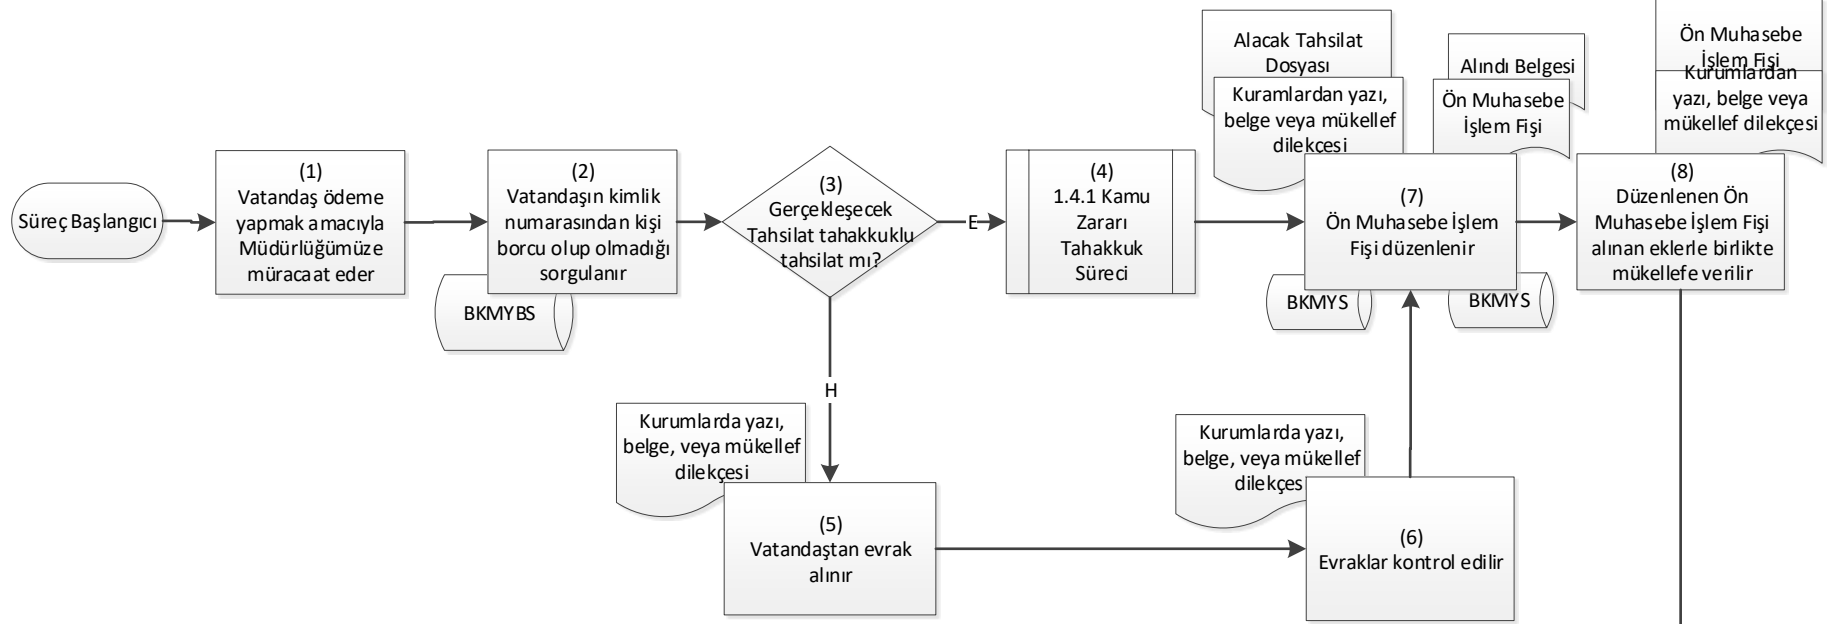 Süreç Başlangıcı
(1)
Vatandaş ödeme
yapmak amacıyla
Müdürlüğümüze
müracaat eder
(2)
Vatandaşın kimlik
numarasından kişi
borcu olup olmadığı
sorgulanır
BKMYBS
(3)
Gerçekleşecek
Tahsilat tahakkuklu
tahsilat mı?
E
H
(4)
1.4.1 Kamu
Zararı
Tahakkuk
Süreci
Kurumlarda yazı,
belge, veya mükellef
dilekçesi
(5)
Vatandaştan evrak
alınır
Kurumlarda yazı,
belge, veya mükellef
dilekçes
(6)
Evraklar kontrol edilir
Alacak Tahsilat
Dosyası
Kuramlardan yazı,
belge veya mükellef
dilekçesi
Alındı Belgesi
Ön Muhasebe
İşlem Fişi
(7)
Ön Muhasebe İşlem
Fişi düzenlenir
BKMYS
BKMYS
Ön Muhasebe
İşlem Fişi
Kurumlardan
yazı, belge veya
mükellef dilekçesi
(8)
Düzenlenen Ön
Muhasebe İşlem Fişi
alınan eklerle birlikte
mükellefe verilir